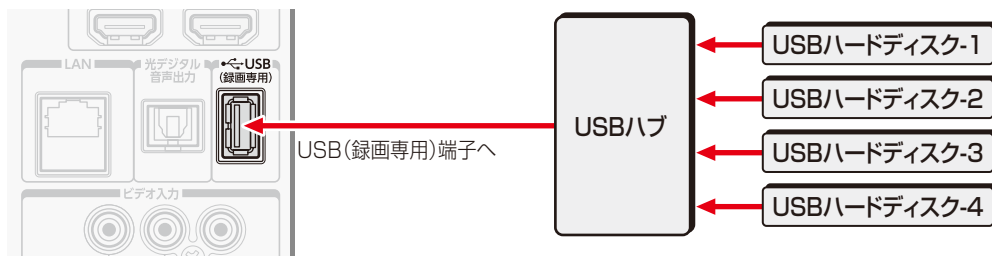 LAN
光デジタル
音声出力
USB
(録画専用)
ビデオ入力
USB(録画専用)端子へ
USBハブ
USBハードディスク-1
USBハードディスク-2
USBハードディスク-3
USBハードディスク-4